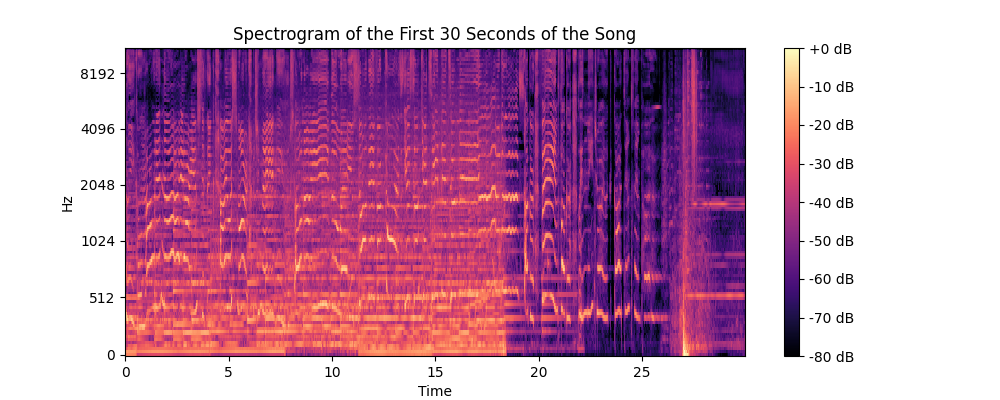 Spectrogram of the First 30 Seconds of the Song
Hz
8192
4096
2048
1024
512
0
0 5 10 15 20 25
Time
+0 dB
-10 dB
-20 dB
-30 dB
-40 dB
-50 dB
-60 dB
-70 dB
-80 dB